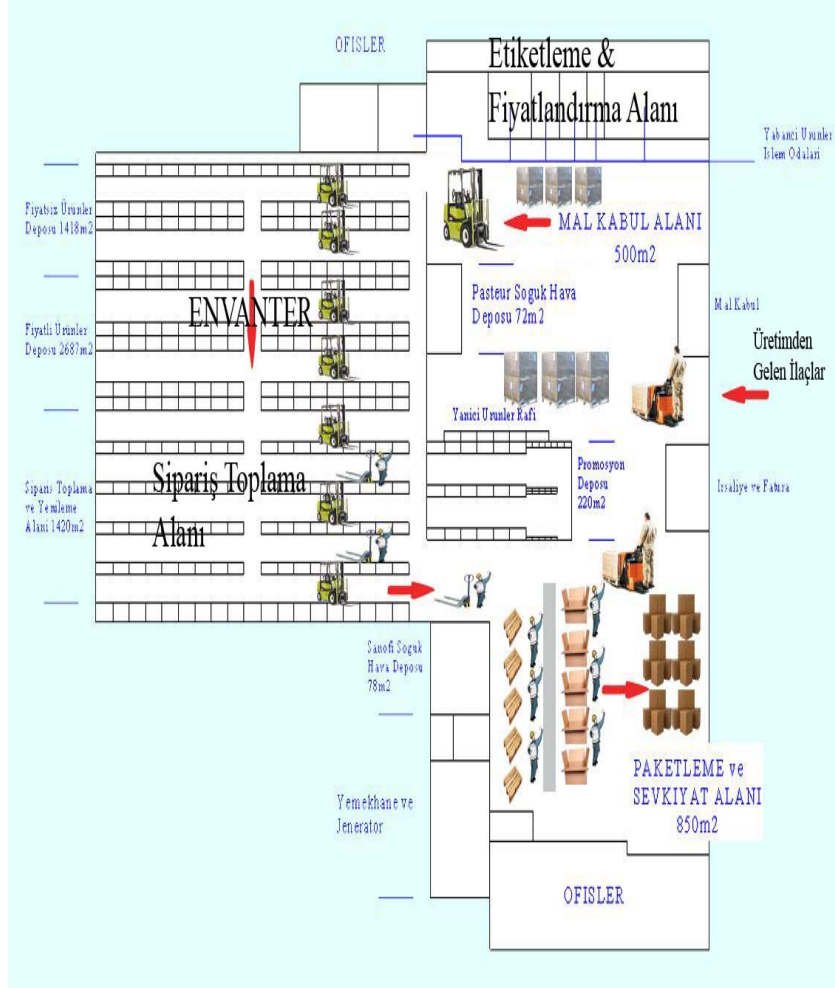 OFISLER
Etiketleme &
Fiyatlandırma Alanı
Yabanci Urunler
Islem Odalari
Fiyatsız Ürünler
Deposu 1418m2
MAL KABUL ALANI
500m2
Pasteur Soguk Hava
Deposu 72m2
Mal Kabul
ENVANTER
Fiyatli Ürünler
Deposu 2687m2
Üretimden
Gelen İlaçlar
Yanici Urunler Rafi
Sipariş Toplama
Alanı
Promosyon
Deposu
220m2
Siparis Toplama
ve Yenileme
Alani 1420m2
Irsaliye ve Fatura
Sanofi Soguk
Hava Deposu
78m2
PAKETLEME ve
SEVKIYAT ALANI
850m2
Yemekhane ve
Jenerator
OFISLER